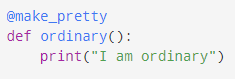 @make_pretty
def ordinary():
    print("I am ordinary")